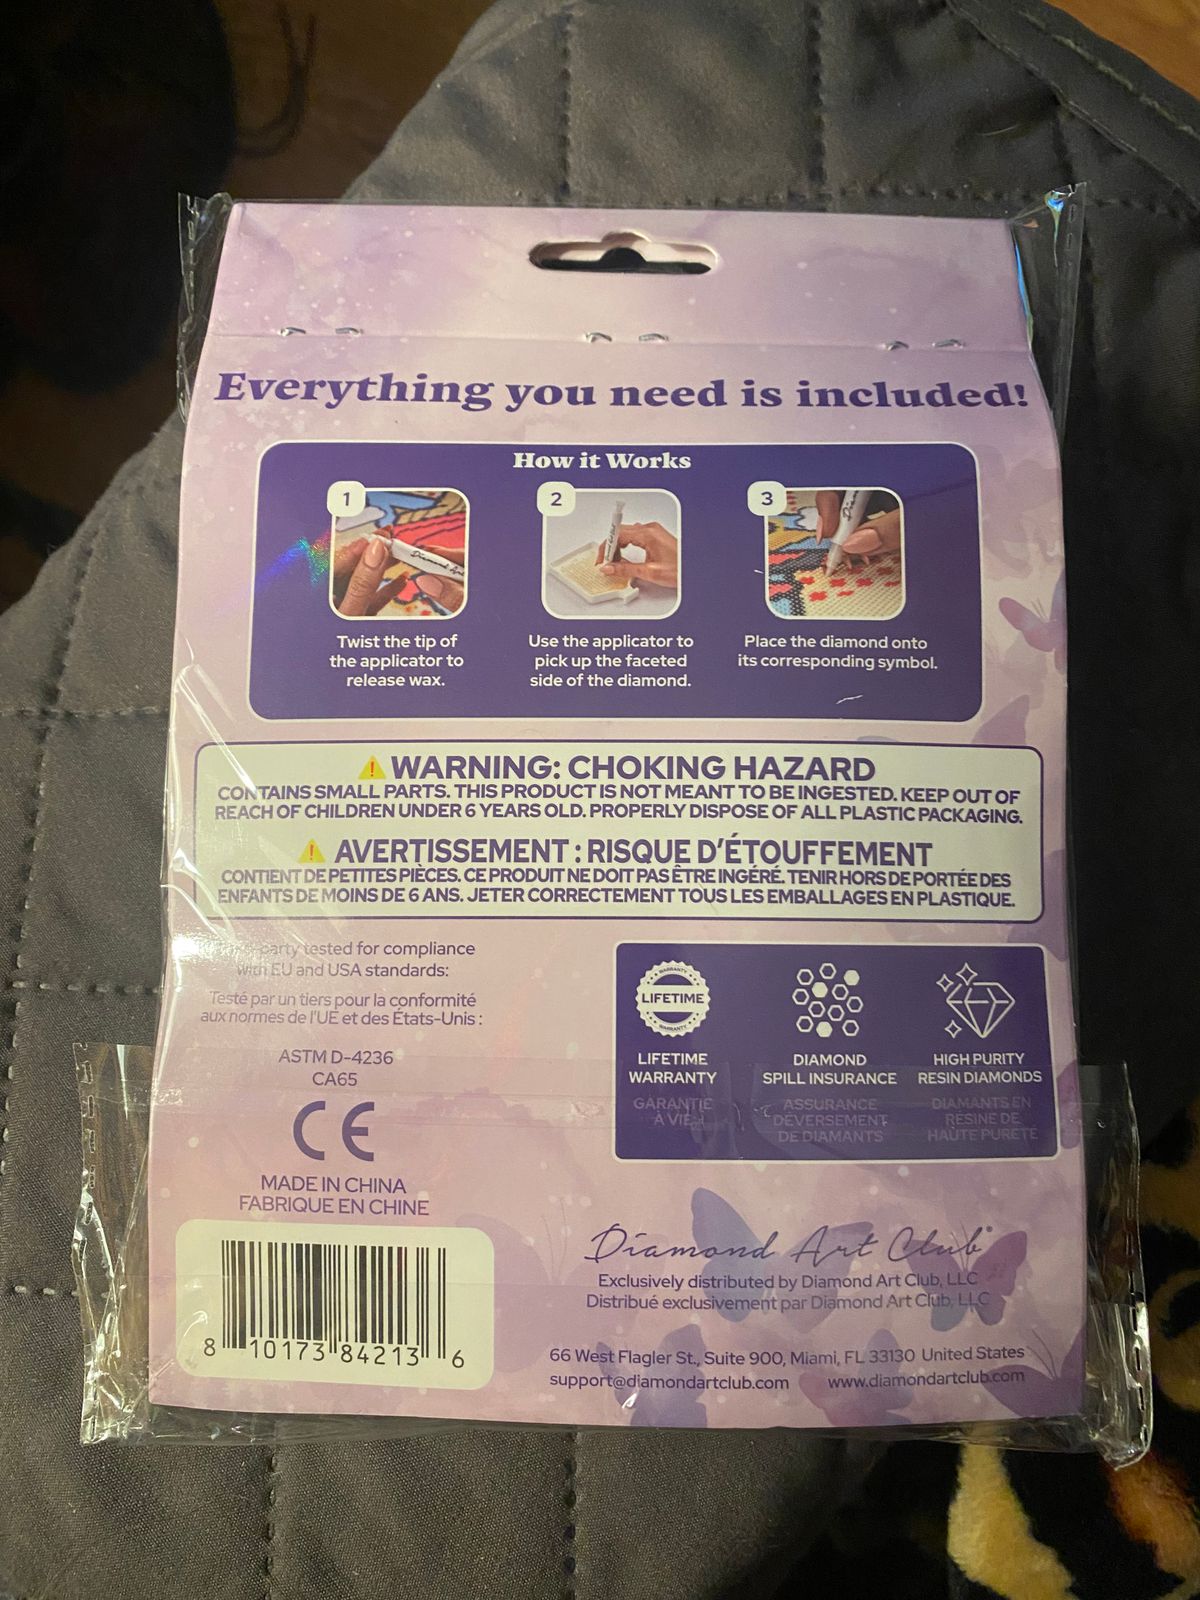 Everything you need is included!
How it Works
1
2
3
Diamond
Twist the tip of
the applicator to
release wax.
Use the applicator to
pick up the faceted
side of the diamond.
Place the diamond onto
its corresponding symbol.
⚠ WARNING: CHOKING HAZARD
CONTAINS SMALL PARTS. THIS PRODUCT IS NOT MEANT TO BE INGESTED. KEEP OUT OF
REACH OF CHILDREN UNDER 6 YEARS OLD. PROPERLY DISPOSE OF ALL PLASTIC PACKAGING.
⚠ AVERTISSEMENT : RISQUE D'ÉTOUFFEMENT
CONTIENT DE PETITES PIÈCES. CE PRODUIT NE DOIT PAS ÊTRE INGÉRÉ. TENIR HORS DE PORTÉE DES
ENFANTS DE MOINS DE 6 ANS. JETER CORRECTEMENT TOUS LES EMBALLAGES EN PLASTIQUE.
party tested for compliance
with EU and USA standards:
Testé par un tiers pour la conformité
aux normes de l'UE et des États-Unis :
ASTM D-4236
CA65
CE
MADE IN CHINA
FABRIQUE EN CHINE
8 10173 84213 6
WARRANTY
LIFETIME
WARRANTY
LIFETIME
WARRANTY
GARANTIE
À VIE
DIAMOND
SPILL INSURANCE
ASSURANCE
DÉVERSEMENT
DE DIAMANTS
HIGH PURITY
RESIN DIAMONDS
DIAMANTS EN
RÉSINE DE
HAUTE PURETÉ
Diamond Art Club®
Exclusively distributed by Diamond Art Club, LLC
Distribué exclusivement par Diamond Art Club, LLC
66 West Flagler St., Suite 900, Miami, FL 33130 United States
support@diamondartclub.com www.diamondartclub.com